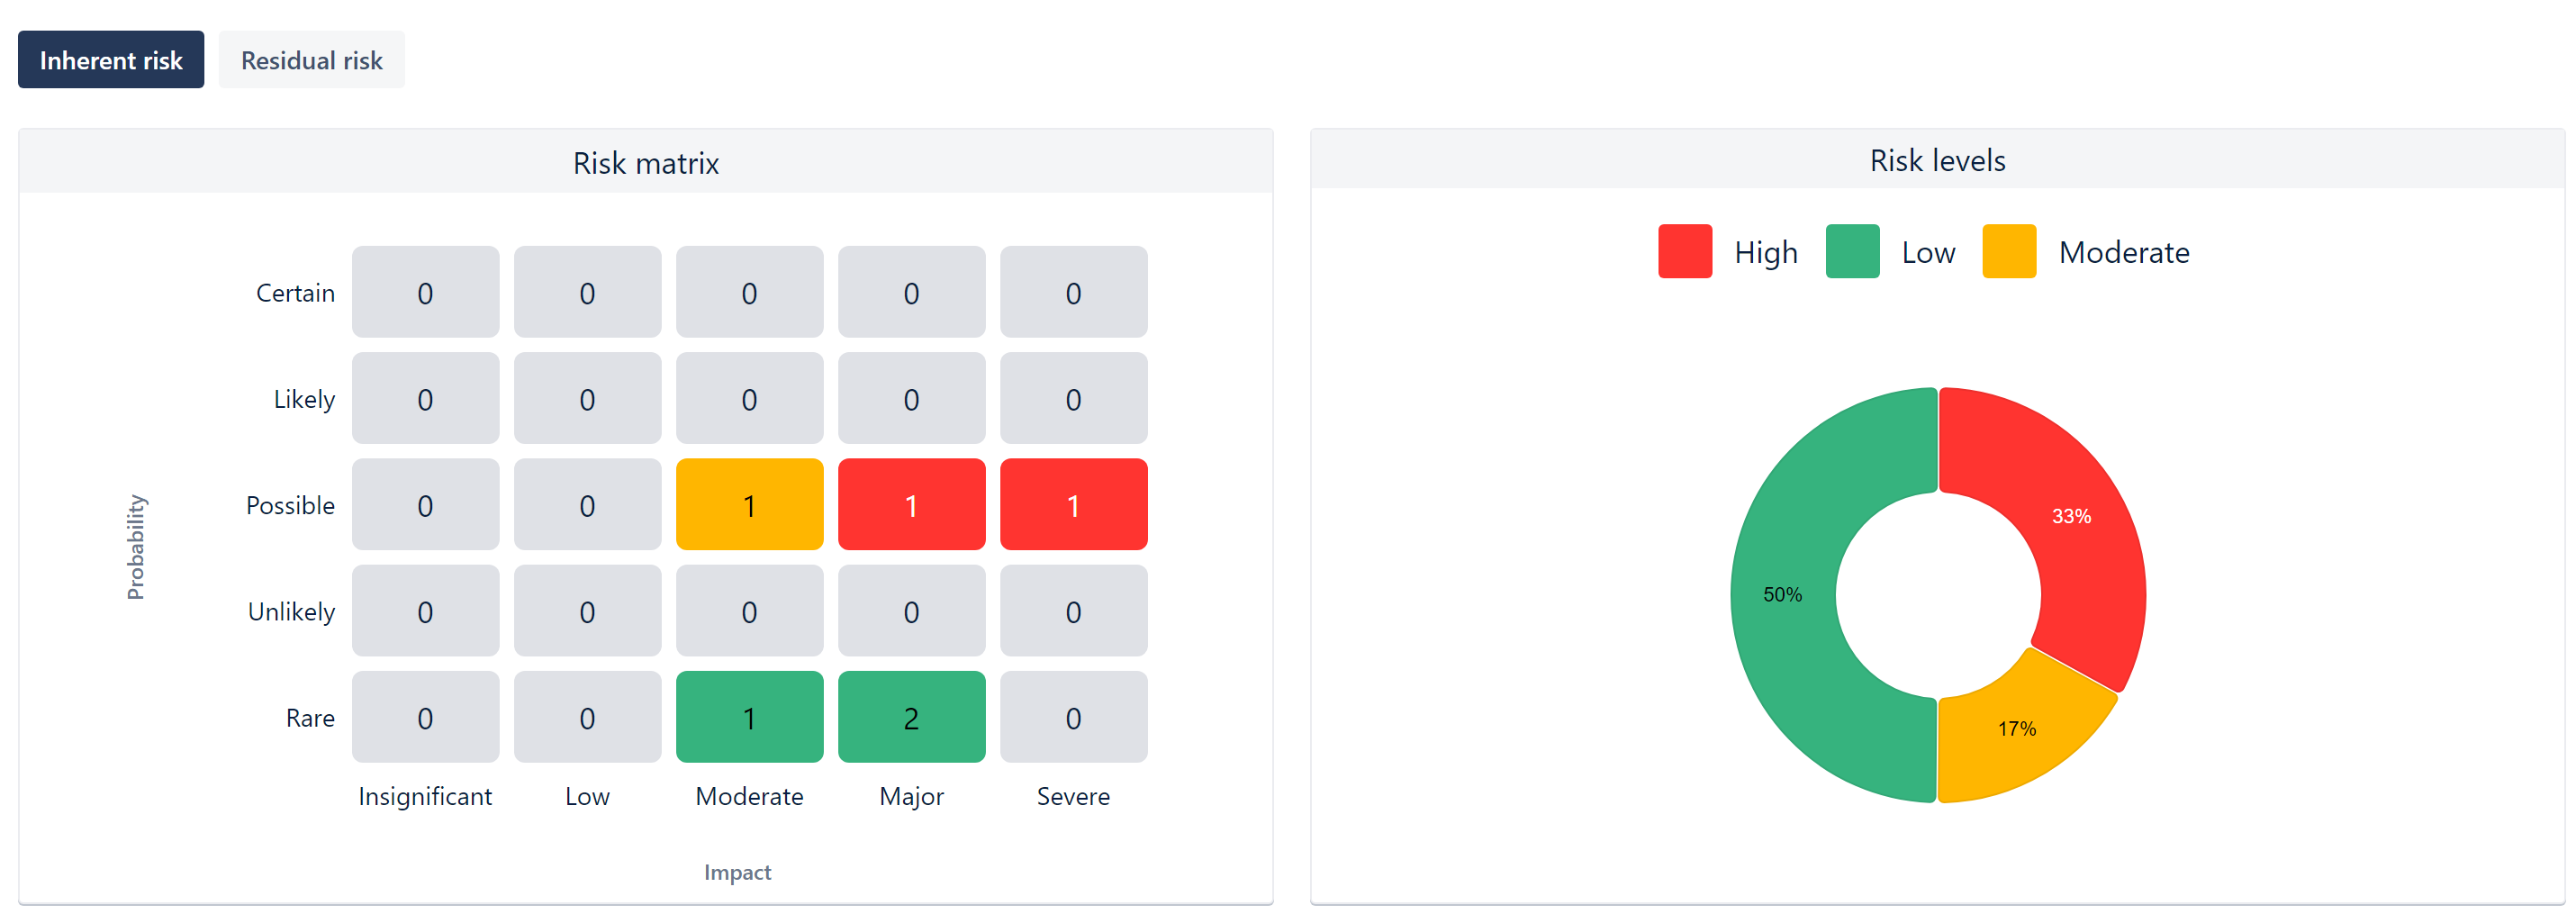 Inherent risk Residual risk
Risk matrix
Certain 0 0 0 0 0
Likely 0 0 0 0 0
Possible 0 0 1 1 1
Unlikely 0 0 0 0 0
Rare 0 0 1 2 0
Insignificant Low Moderate Major Severe
Probability
Impact
Risk levels
High Low Moderate
33%
50%
17%